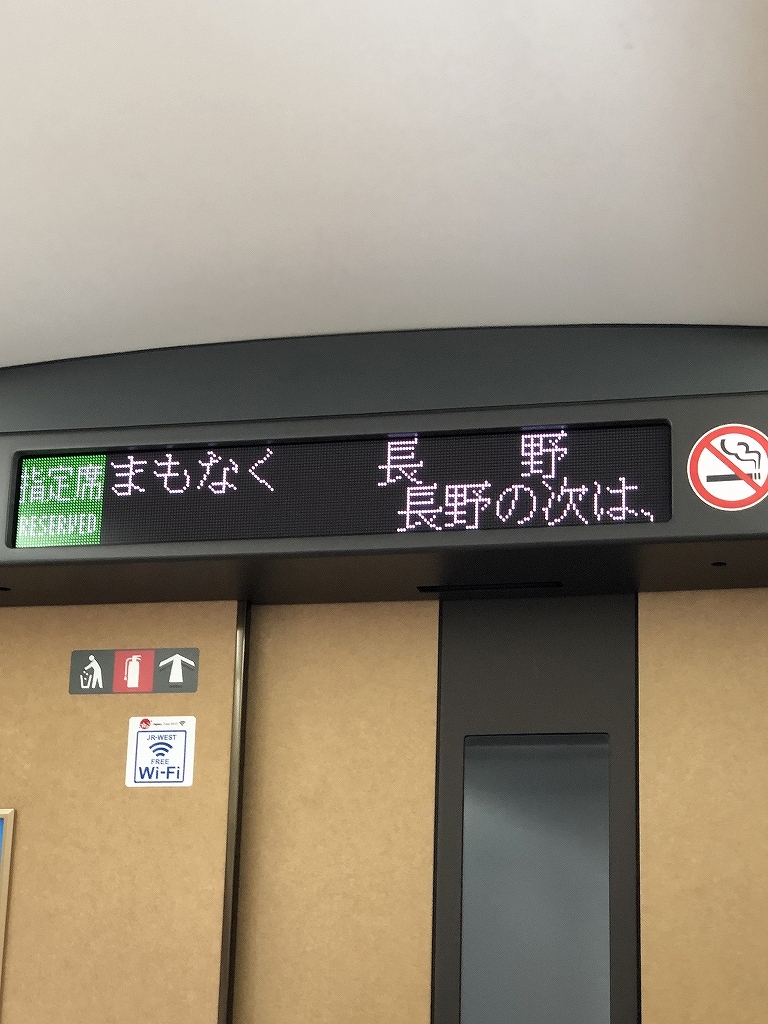 指定席
RESERVED
まもなく 長 野
長野の次は、
JR-WEST
FREE
Wi-Fi